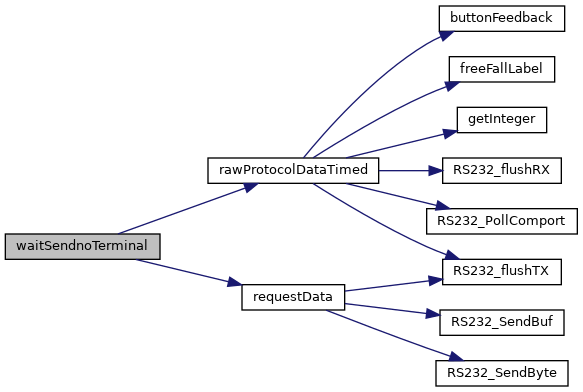 buttonFeedback
freeFallLabel
getInteger
rawProtocolDataTimed
RS232_flushRX
RS232_PollComport
waitSendnoTerminal
RS232_flushTX
requestData
RS232_SendBuf
RS232_SendByte